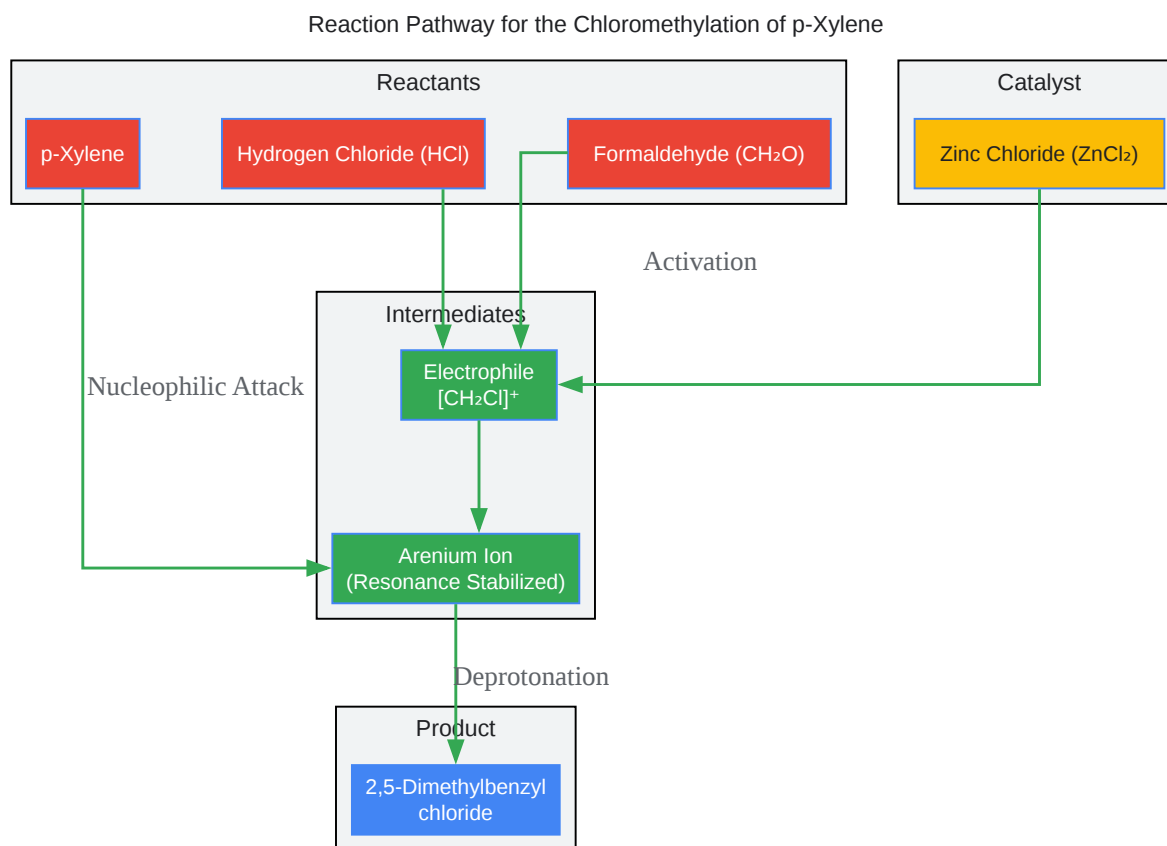 Reaction Pathway for the Chloromethylation of p-Xylene
Reactants
Catalyst
p-Xylene
Hydrogen Chloride (HCl)
Formaldehyde (CH₂O)
Zinc Chloride (ZnCl₂)
Activation
Intermediates
Electrophile
[CH₂Cl]⁺
Nucleophilic Attack
Arenium Ion
(Resonance Stabilized)
Deprotonation
Product
2,5-Dimethylbenzyl
chloride